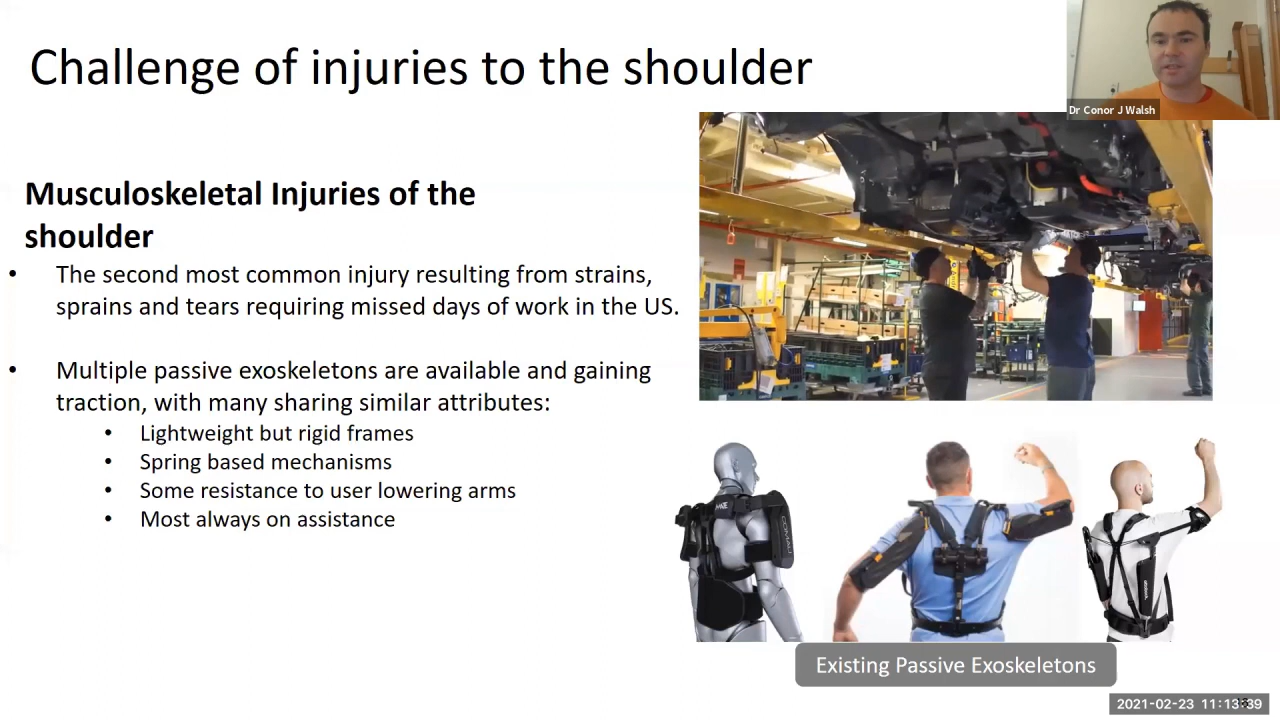 Challenge of injuries to the shoulder
Dr Conor J Walsh
Musculoskeletal Injuries of the
shoulder
• The second most common injury resulting from strains,
sprains and tears requiring missed days of work in the US.
• Multiple passive exoskeletons are available and gaining
traction, with many sharing similar attributes:
• Lightweight but rigid frames
• Spring based mechanisms
• Some resistance to user lowering arms
• Most always on assistance
MATE
COMAU
Existing Passive Exoskeletons
2021-02-23 11:13:39